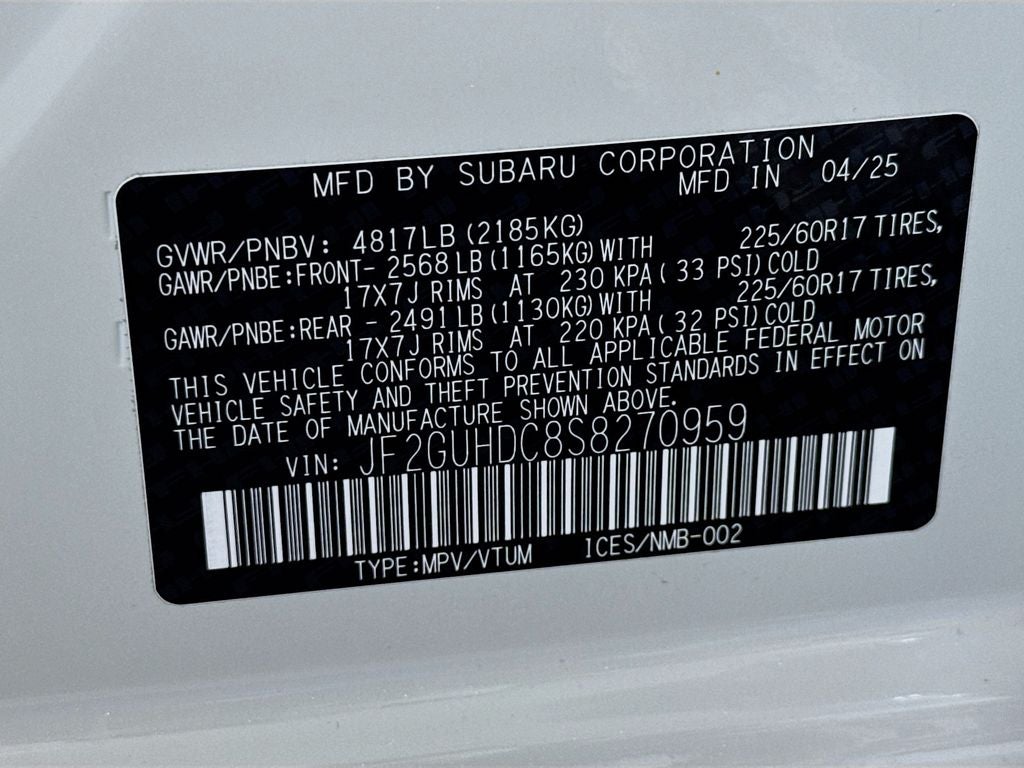 MFD BY SUBARU CORPORATION
MFD IN 04/25
GVWR/PNBV: 4817LB (2185KG)
GAWR/PNBE:FRONT- 2568 LB (1165KG) WITH 225/60R17 TIRES,
17X7J RIMS AT 230 KPA ( 33 PSI) COLD
GAWR/PNBE:REAR - 2491 LB (1130KG) WITH 225/60R17 TIRES,
17X7J RIMS AT 220 KPA ( 32 PSI) COLD
THIS VEHICLE CONFORMS TO ALL APPLICABLE FEDERAL MOTOR
VEHICLE SAFETY AND THEFT PREVENTION STANDARDS IN EFFECT ON
THE DATE OF MANUFACTURE SHOWN ABOVE.
VIN: JF2GUHDC8S8270959
TYPE:MPV/VTUM ICES/NMB-002